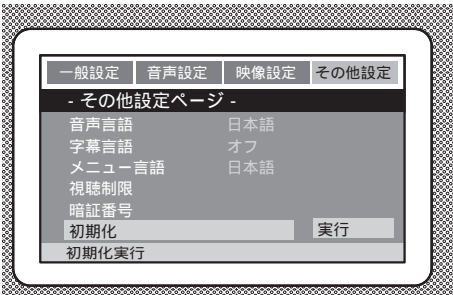 一般設定 音声設定 映像設定 その他設定
- その他設定ページ -
音声言語 日本語
字幕言語 オフ
メニュー言語 日本語
視聴制限
暗証番号
初期化 実行
初期化実行